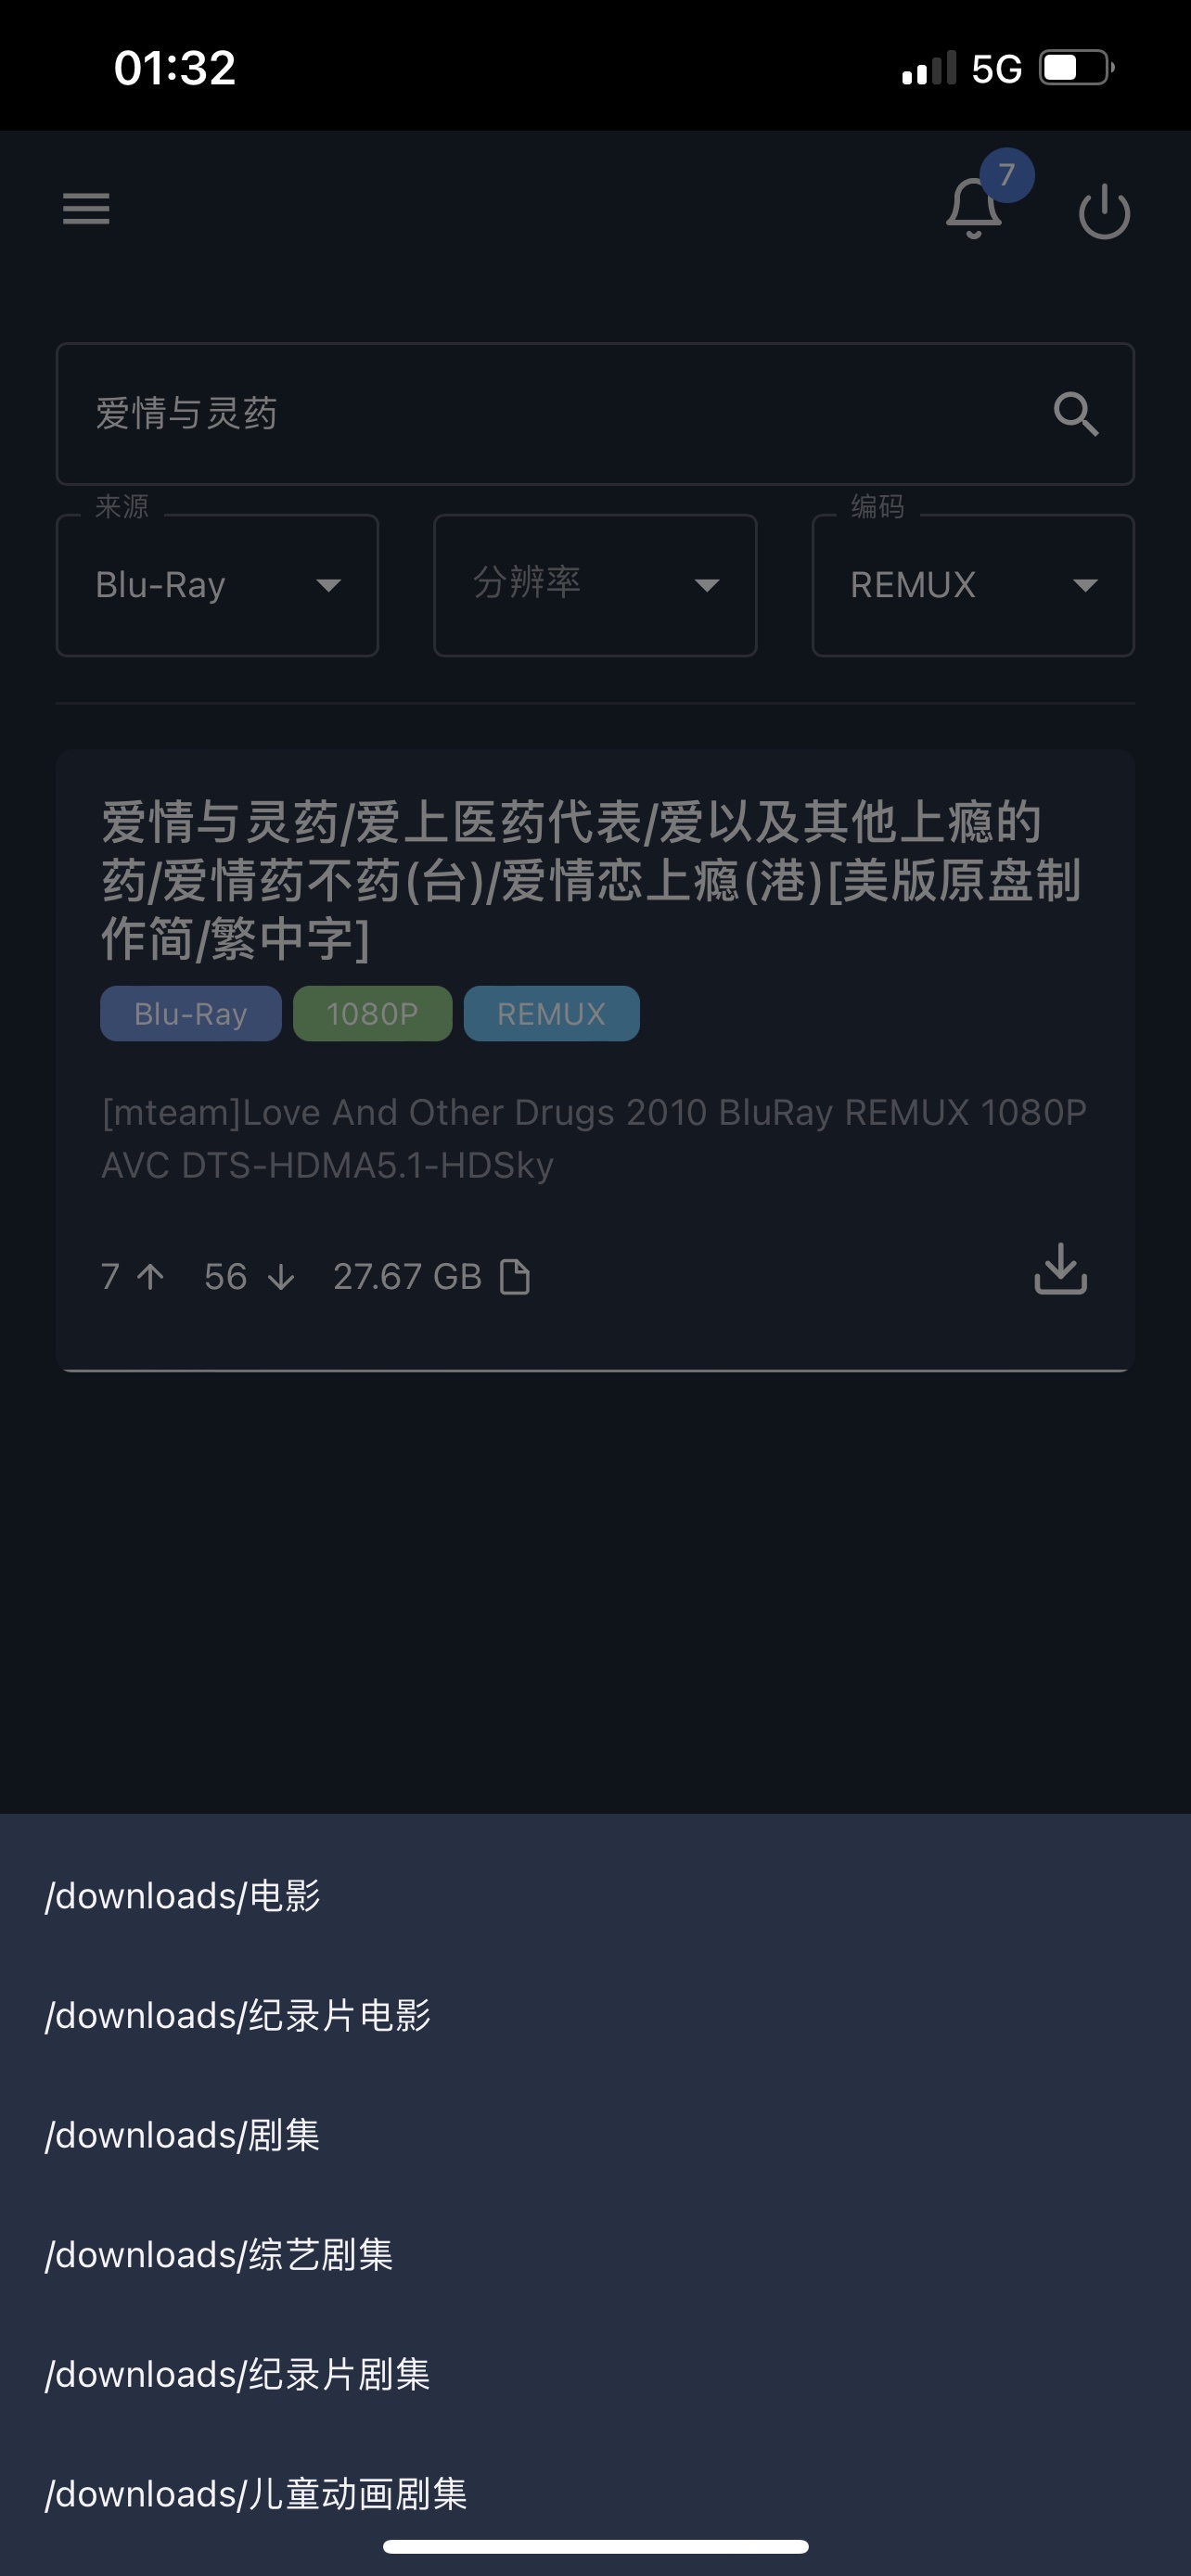 01:32
5G
7
爱情与灵药
来源
编码
Blu-Ray
分辨率
REMUX
爱情与灵药/爱上医药代表/爱以及其他上瘾的
药/爱情药不药(台)/爱情恋上瘾(港)[美版原盘制
作简/繁中字]
Blu-Ray
1080P
REMUX
[mteam]Love And Other Drugs 2010 BluRay REMUX 1080P
AVC DTS-HDMA5.1-HDSky
7 ↑ 56 ↓ 27.67 GB
/downloads/电影
/downloads/纪录片电影
/downloads/剧集
/downloads/综艺剧集
/downloads/纪录片剧集
/downloads/儿童动画剧集